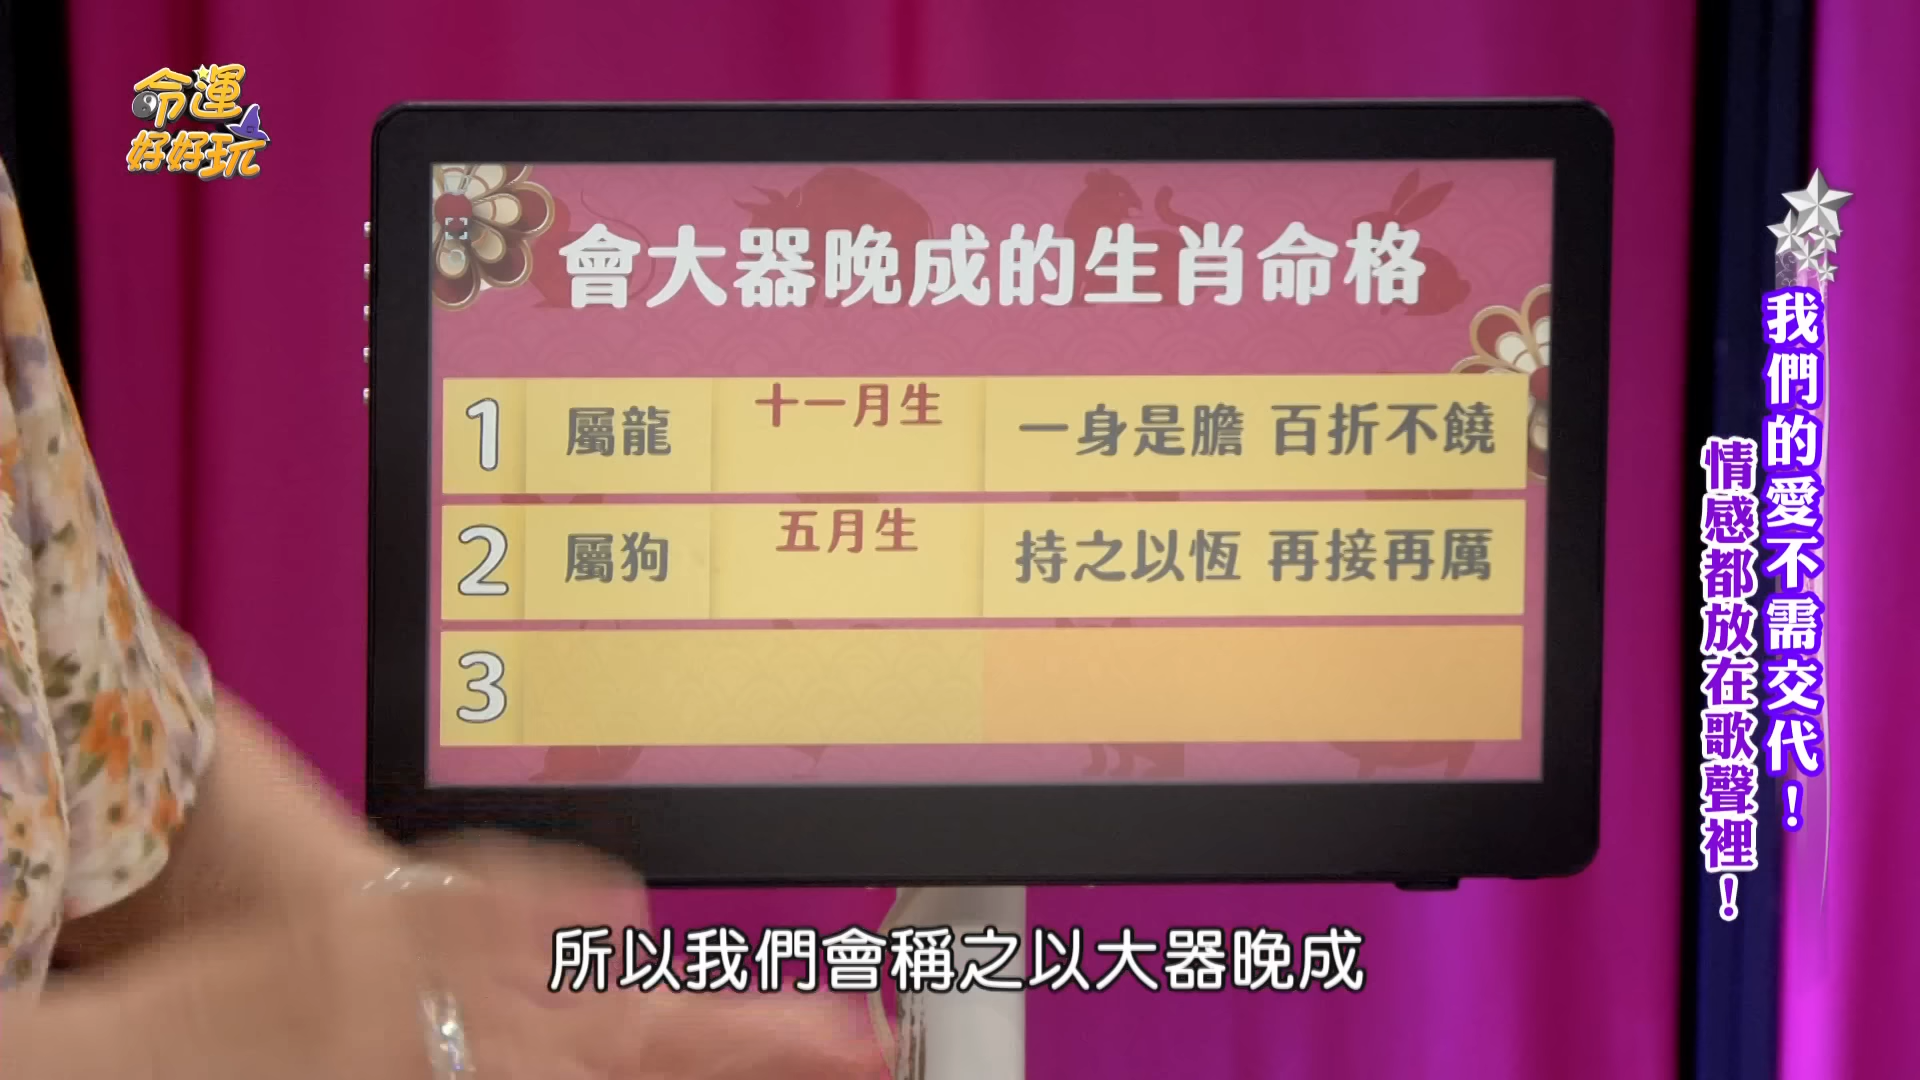 命運
好好玩
會大器晚成的生肖命格
1 屬龍 十一月生 一身是膽 百折不饒
2 屬狗 五月生 持之以恆 再接再厲
3
我們的愛不需交代！
情感都放在歌聲裡！
所以我們會稱之以大器晚成